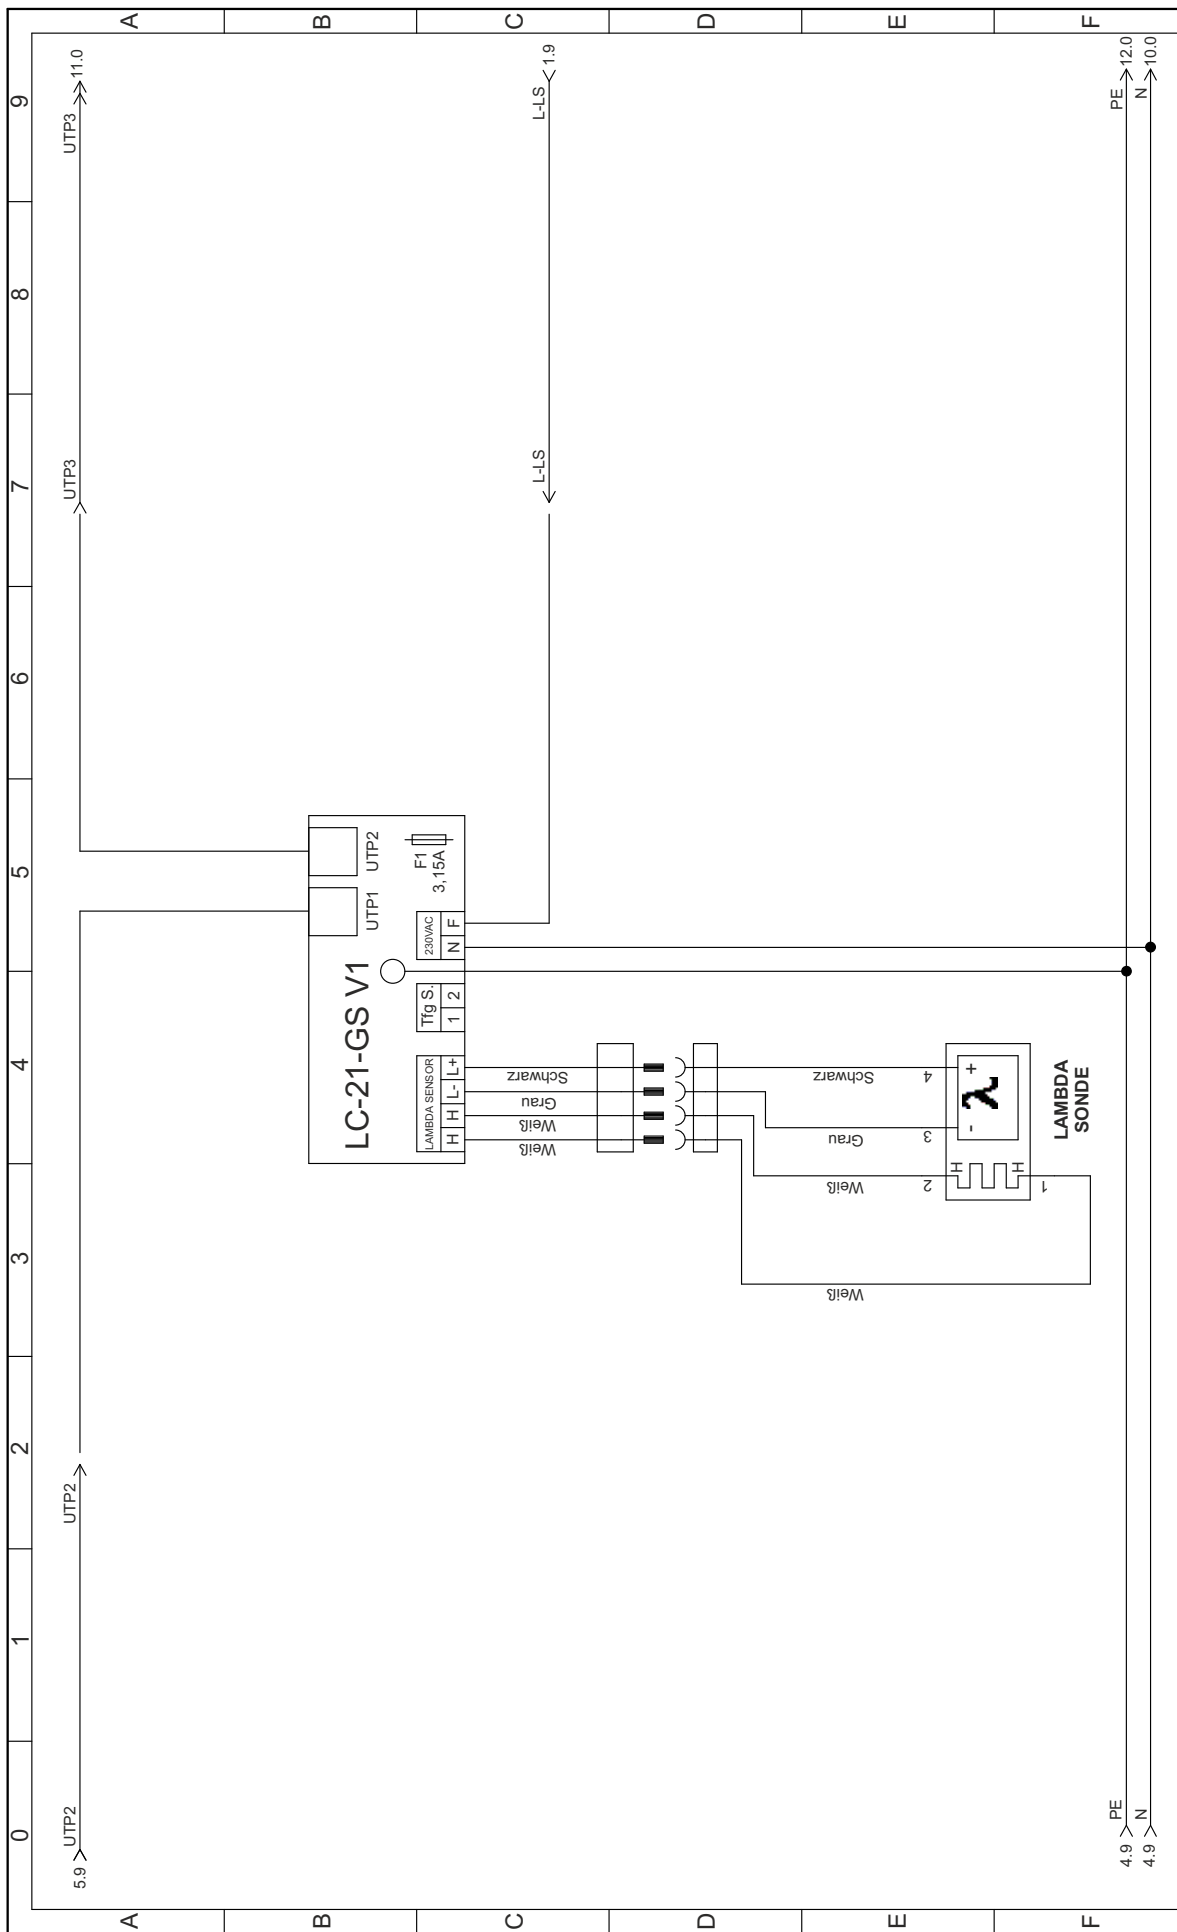 0 1 2 3 4 5 6 7 8 9
A
A
5.9 UTP2
UTP2
UTP3
UTP3 11.0
B
B
LC-21-GS V1
UTP1
UTP2
F1
3,15A
LAMBDA SENSOR
H H L- L+
Tfg S.
1 2
230VAC
N F
C
C
Weiß
Weiß
Grau
Schwarz
L-LS
L-LS 1.9
D
D
Weiß
Weiß
Grau
Schwarz
E
E
2
3
4
H
H
- λ +
1
LAMBDA
SONDE
F
F
4.9 PE
PE 12.0
4.9 N
N 10.0